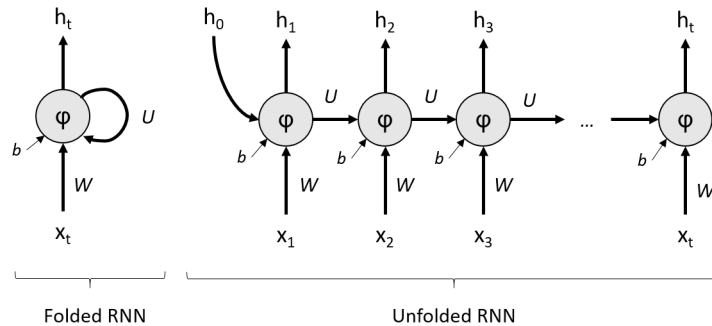 h_t h_0 h_1 h_2 h_3 h_t
U U U
φ U φ φ φ ... φ
b b b b b
W W W W W
x_t x_1 x_2 x_3 x_t
Folded RNN Unfolded RNN